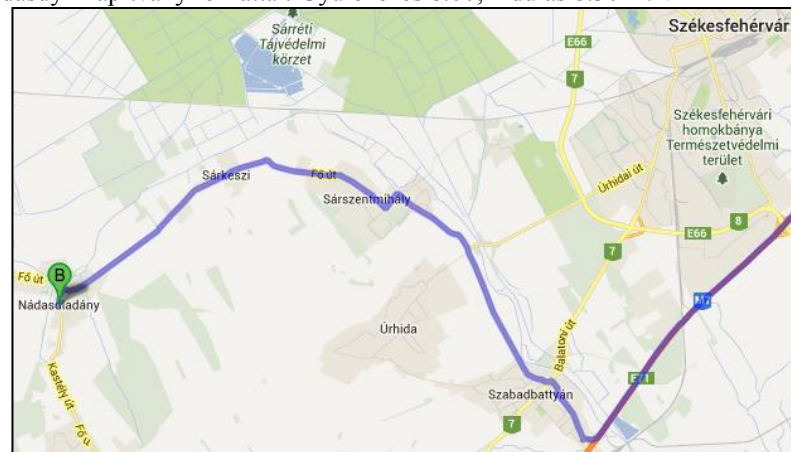 Székesfehérvár
Sárréti
Tájvédelmi
körzet
E66
7
Székesfehérvári
homokbánya
Természetvédelmi
terület
Sárkeszi
Fő út
Sárszentmihály
Úrhidai út
8
E66
7
Fő út
B
Nádasdladány
M7
Úrhida
Balatoni út
Kastély út
E71
Szabadbattyán
7
Fő u.